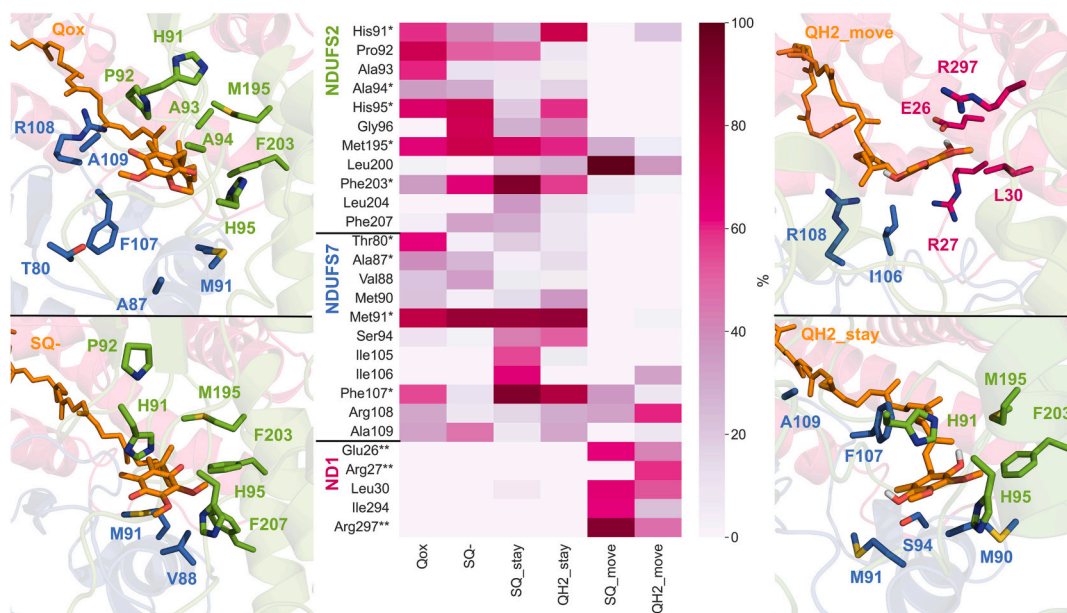 Qox
H91
P92
A93
M195
R108
A94
F203
A109
H95
F107
T80
M91
A87
SQ-
P92
H91
M195
F203
H95
F207
M91
V88
NDUFS2
NDUFS7
ND1
His91*
Pro92
Ala93
Ala94*
His95*
Gly96
Met195*
Leu200
Phe203*
Leu204
Phe207
Thr80*
Ala87*
Val88
Met90
Met91*
Ser94
Ile105
Ile106
Phe107*
Arg108
Ala109
Glu26**
Arg27**
Leu30
Ile294
Arg297**
Qox
SQ-
SQ_stay
QH2_stay
SQ_move
QH2_move
100
80
60
40
20
0
%
QH2_move
R297
E26
L30
R108
R27
I106
QH2_stay
M195
A109
H91
F203
F107
H95
S94
M90
M91